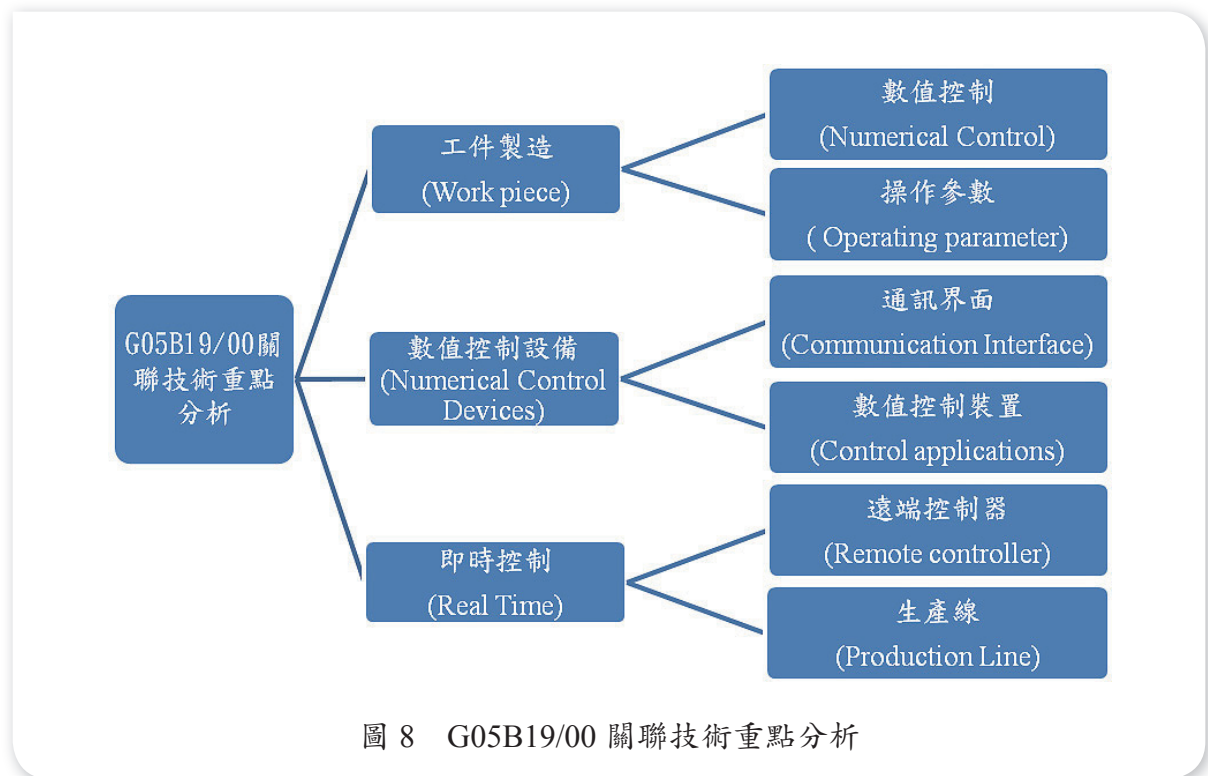 G05B19/00關
聯技術重點
分析
工件製造
(Work piece)
數值控制
(Numerical Control)
操作參數
( Operating parameter)
數值控制設備
(Numerical Control
Devices)
通訊界面
(Communication Interface)
數值控制裝置
(Control applications)
即時控制
(Real Time)
遠端控制器
(Remote controller)
生產線
(Production Line)
圖 8 G05B19/00 關聯技術重點分析